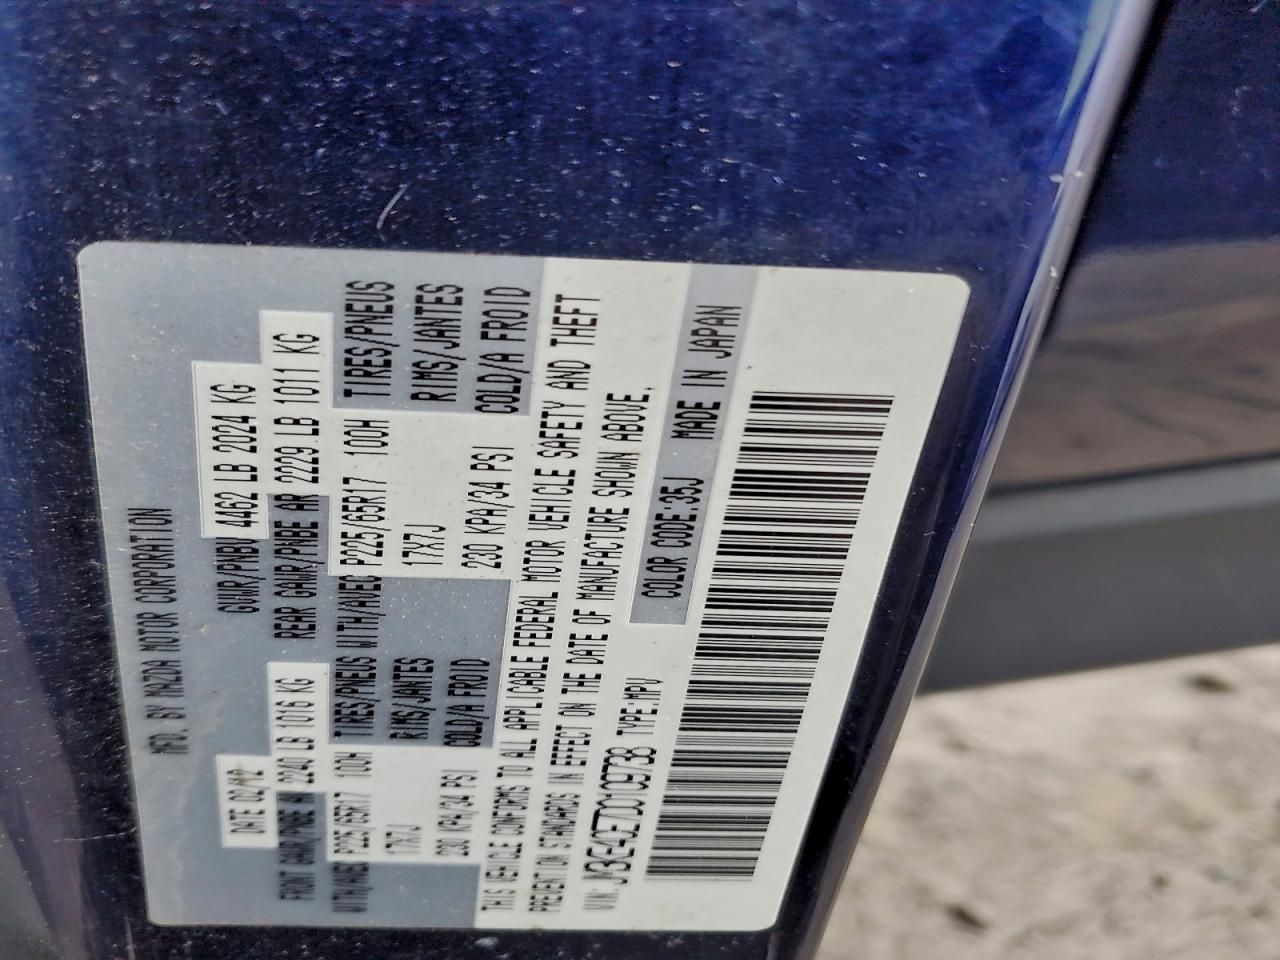 MFD. BY MAZDA MOTOR CORPORATION
DATE 02/12 GVWR/PNBV 4462 LB 2024 KG
FRONT GAWR/PNBE AV 2240 LB 1016 KG REAR GAWR/PNBE AR 2229 LB 1011 KG
WITH/AVEC P225/65R17 100H TIRES/PNEUS WITH/AVEC P225/65R17 100H TIRES/PNEUS
17X7J RIMS/JANTES 17X7J RIMS/JANTES
230 KPA/34 PSI COLD/A FROID 230 KPA/34 PSI COLD/A FROID
THIS VEHICLE CONFORMS TO ALL APPLICABLE FEDERAL MOTOR VEHICLE SAFETY AND THEFT
PREVENTION STANDARDS IN EFFECT ON THE DATE OF MANUFACTURE SHOWN ABOVE.
VIN: JM3KE4CE7D0109738 TYPE:MPV COLOR CODE:35J MADE IN JAPAN